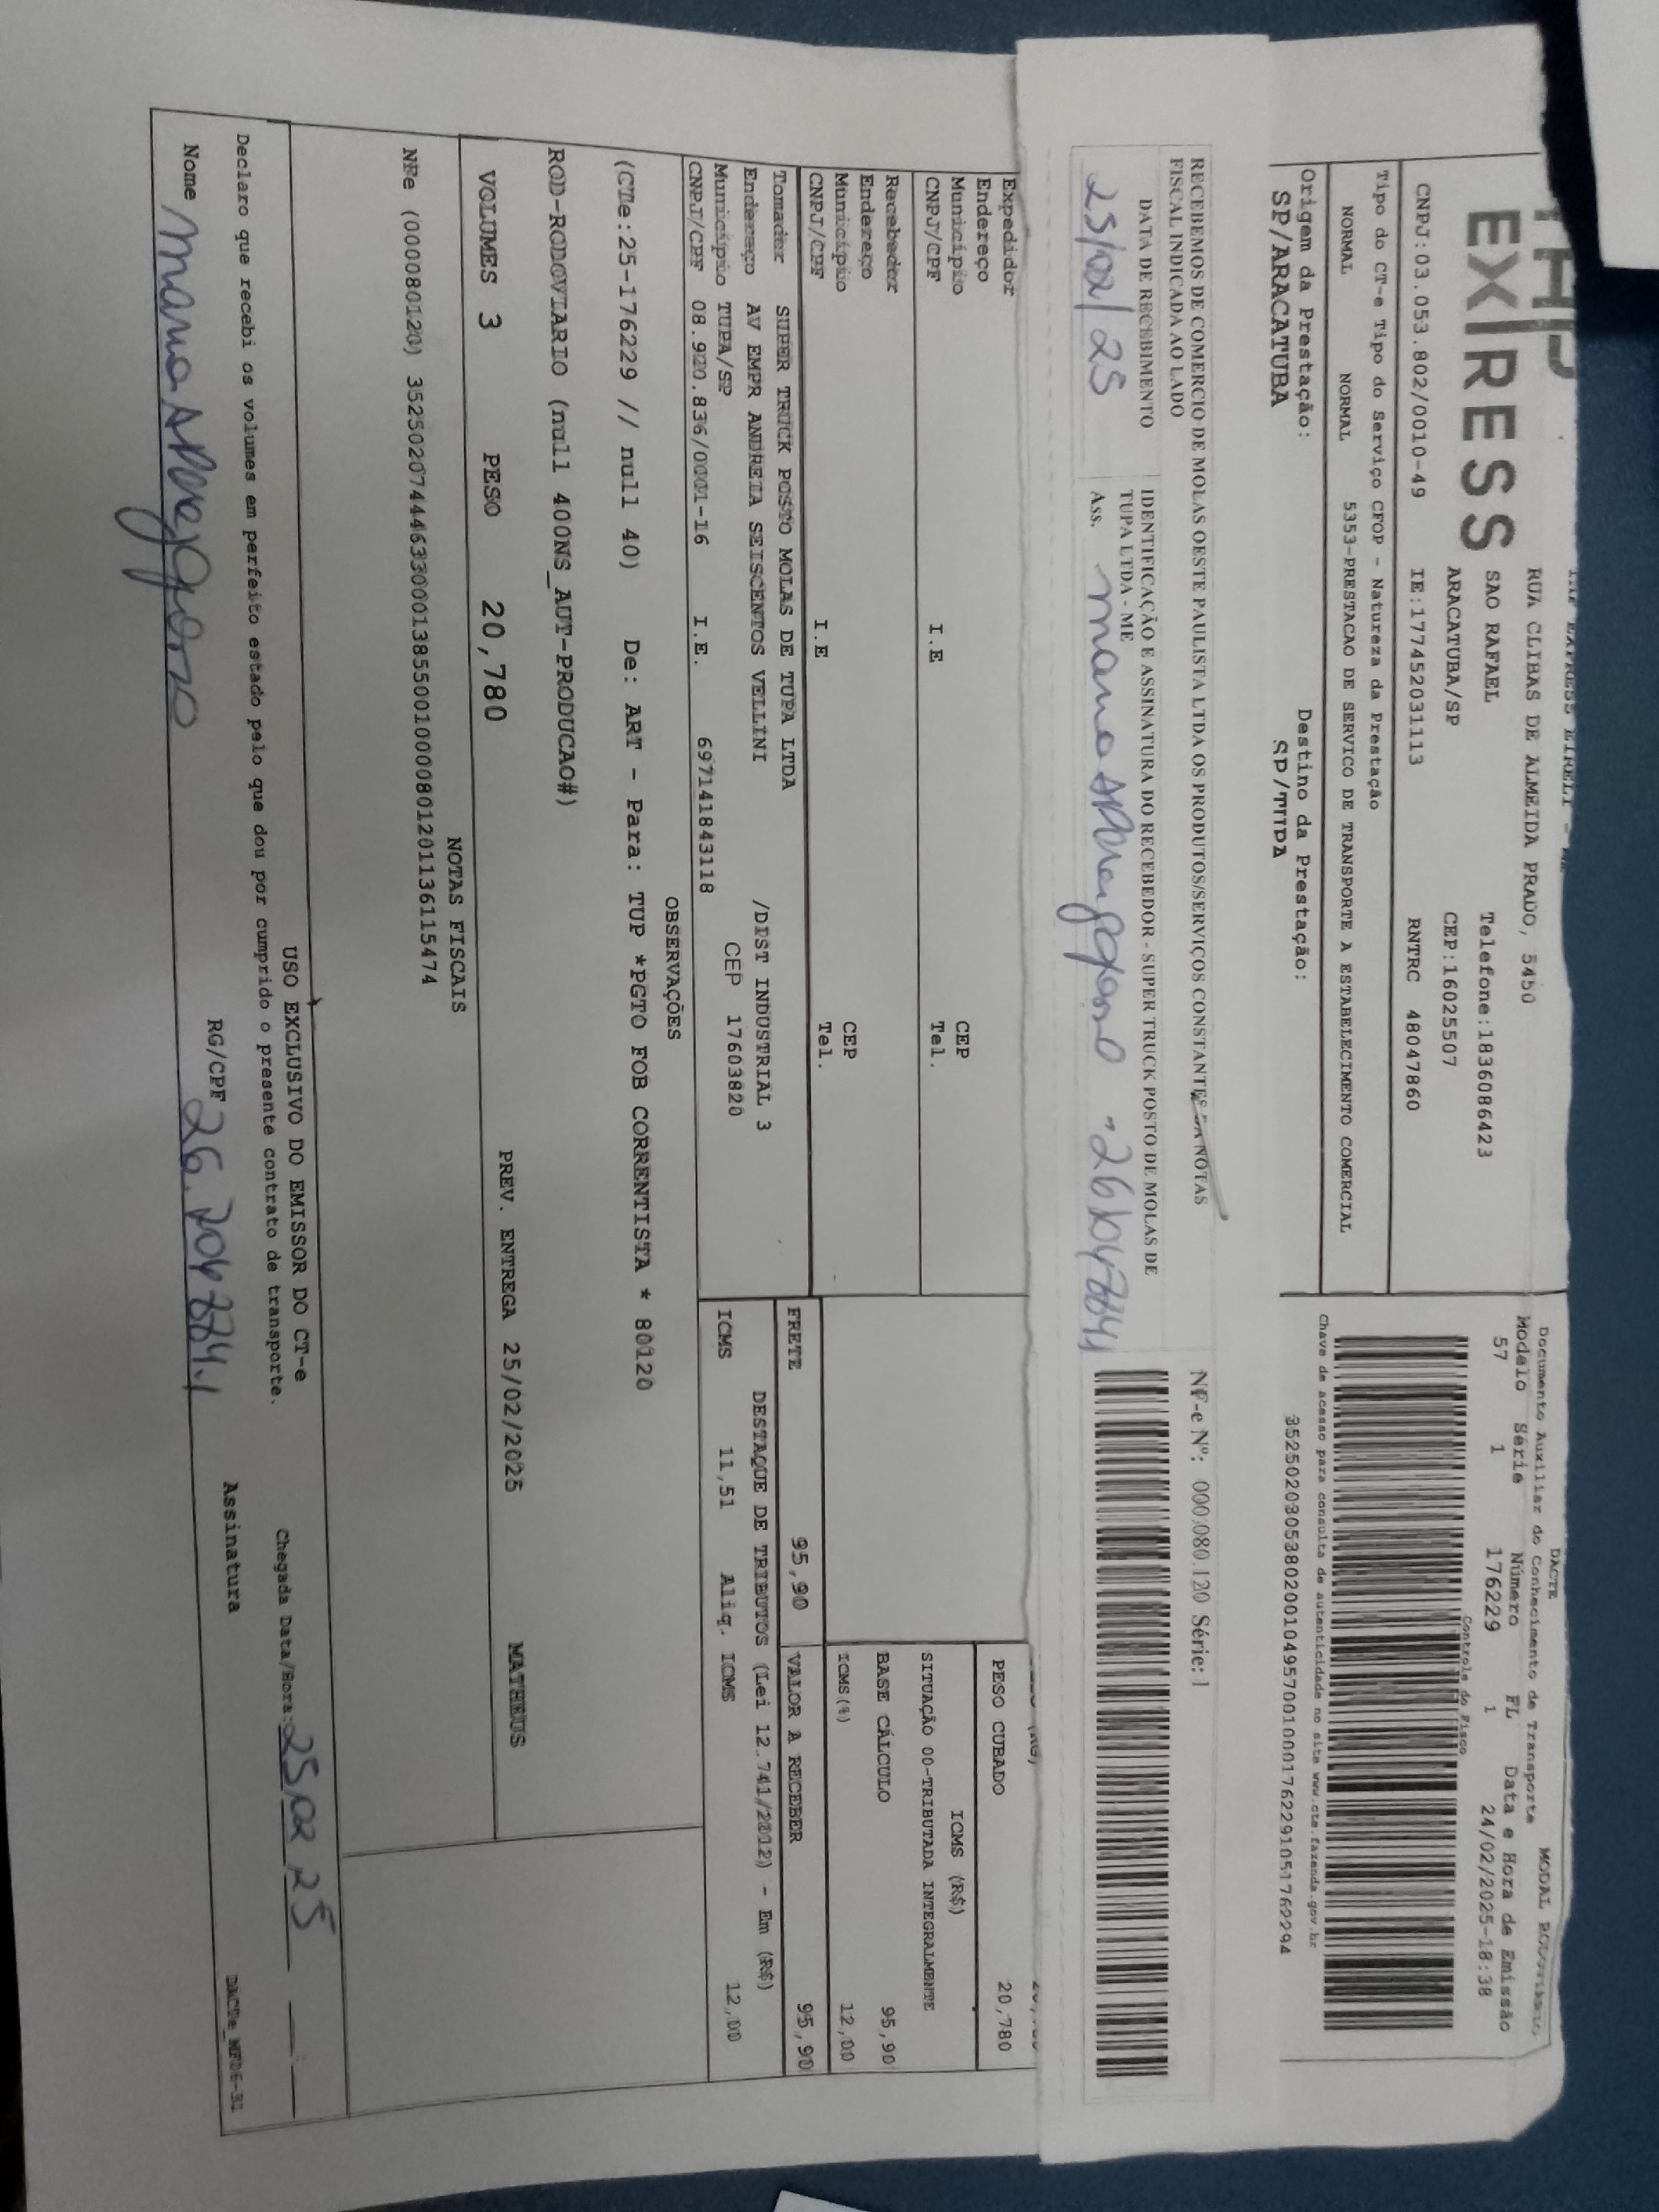 EXPRESS
RUA CLIBAS DE ALMEIDA PRADO, 5450
SAO RAFAEL Telefone:1836086423
ARACATUBA/SP CEP:16025507
CNPJ:03.053.802/0010-49 IE:177452031113 RNTRC 48047860
Tipo do CT-e Tipo do Serviço CFOP - Natureza da Prestação
NORMAL NORMAL 5353-PRESTACAO DE SERVICO DE TRANSPORTE A ESTABELECIMENTO COMERCIAL
Origem da Prestação: Destino da Prestação:
SP/ARACATUBA SP/TUPA
DACTE
Documento Auxiliar do Conhecimento de Transporte MODAL
Modelo Série Número FL Data e Hora de Emissão
57 1 176229 1 24/02/2025-18:38
Controle do Fisco
Chave de acesso para consulta de autenticidade no site www.cte.fazenda.gov.br
35250203053802001049570010001762291051762294
RECEBEMOS DE COMERCIO DE MOLAS OESTE PAULISTA LTDA OS PRODUTOS/SERVIÇOS CONSTANTES DA NOTAS
FISCAL INDICADA AO LADO
NF-e Nº: 000.080.120 Série: 1
DATA DE RECEBIMENTO IDENTIFICAÇÃO E ASSINATURA DO RECEBEDOR - SUPER TRUCK POSTO DE MOLAS DE
TUPA LTDA - ME
25/02/25 Ass.
Expedidor
Endereço
Município CEP
CNPJ/CPF I.E Tel.
Recebedor
Endereço
Município CEP
CNPJ/CPF I.E Tel.
Tomador SUPER TRUCK POSTO MOLAS DE TUPA LTDA
Endereço AV EMPR ANDREIA SEISCENTOS VELLINI /DIST INDUSTRIAL 3
Município TUPA/SP CEP 17603820
CNPJ/CPF 08.920.836/0001-16 I.E. 697141843118
PESO CUBADO 20,780
ICMS (R$)
SITUAÇÃO 00-TRIBUTADA INTEGRALMENTE
BASE CÁLCULO 95,90
ICMS(%) 12,00
FRETE 95,90 VALOR A RECEBER 95,90
DESTAQUE DE TRIBUTOS (Lei 12.741/2012) - Em (R$)
ICMS 11,51 Aliq. ICMS 12,00
OBSERVAÇÕES
(CTe:25-176229 // null 40) De: ART - Para: TUP *PGTO FOB CORRENTISTA * 80120
ROD-RODOVIARIO (null 400NS_AUT-PRODUCAO#)
VOLUMES 3 PESO 20,780 PREV. ENTREGA 25/02/2025 MATHEUS
NOTAS FISCAIS
NFe (000080120) 35250207444633000138550010000801201136115474
USO EXCLUSIVO DO EMISSOR DO CT-e
Declaro que recebi os volumes em perfeito estado pelo que dou por cumprido o presente contrato de transporte. Chegada Data/Hora: 25,02 25
Nome RG/CPF Assinatura